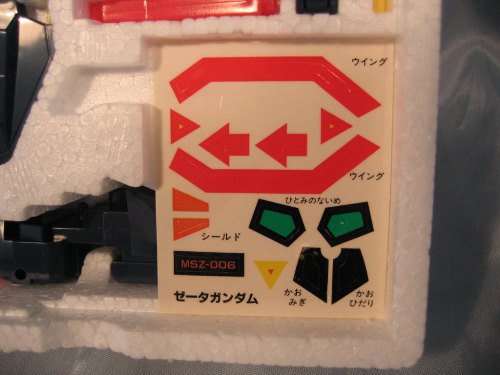 ウイング
ウイング
ひとみのないめ
シールド
MSZ-006
かお
みぎ
かお
ひだり
ゼータガンダム